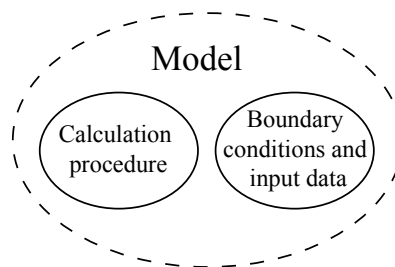 Model
Calculation
procedure
Boundary
conditions and
input data